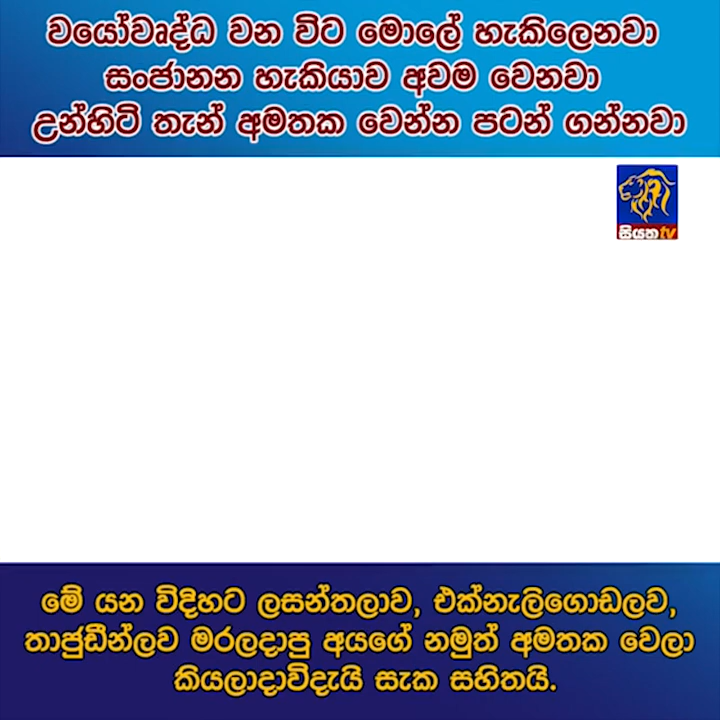 වයෝවෘද්ධ වන විට මොලේ හැකිලෙනවා
සංජානන හැකියාව අවම වෙනවා
උන්හිටි තැන් අමතක වෙන්න පටන් ගන්නවා
සියත tv
මේ යන විදිහට ලසන්තලාව, එක්නැලිගොඩලව,
තාජුඩීන්ලව මරලදාපු අයගේ නමුත් අමතක වෙලා
කියලාදාවිදැයි සැක සහිතයි.